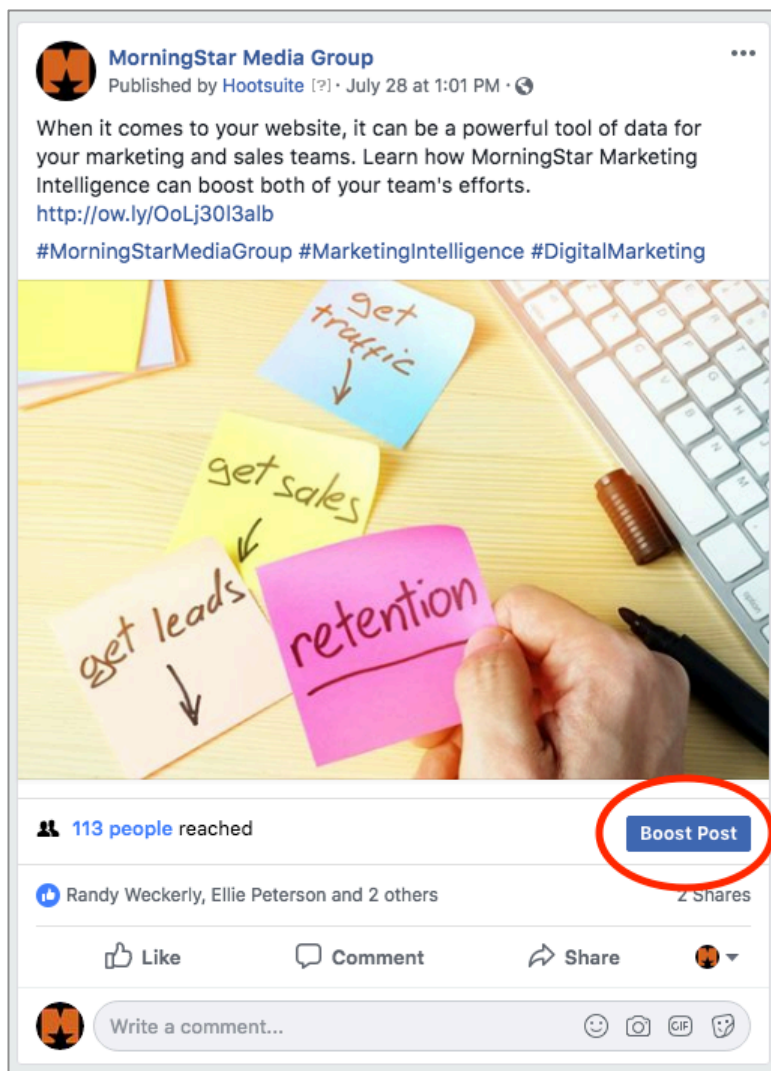 MorningStar Media Group
Published by Hootsuite [?] · July 28 at 1:01 PM ·
When it comes to your website, it can be a powerful tool of data for
your marketing and sales teams. Learn how MorningStar Marketing
Intelligence can boost both of your team's efforts.
http://ow.ly/OoLj30l3alb
#MorningStarMediaGroup #MarketingIntelligence #DigitalMarketing
get
traffic
get sales
get leads
retention
option
113 people reached
Boost Post
Randy Weckerly, Ellie Peterson and 2 others
2 Shares
Like
Comment
Share
Write a comment...
GIF